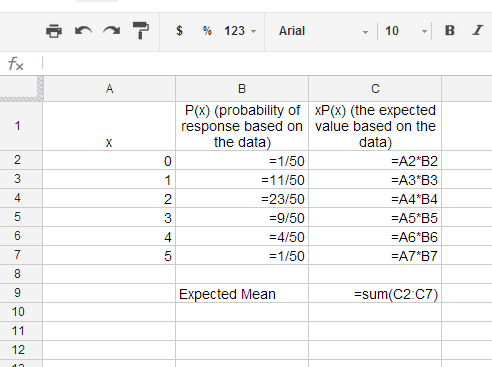 $ % 123 Arial 10 B I
fx
A B C
1 x P(x) (probability of response based on the data) xP(x) (the expected value based on the data)
2 0 =1/50 =A2*B2
3 1 =11/50 =A3*B3
4 2 =23/50 =A4*B4
5 3 =9/50 =A5*B5
6 4 =4/50 =A6*B6
7 5 =1/50 =A7*B7
8
9 Expected Mean =sum(C2:C7)
10
11
12